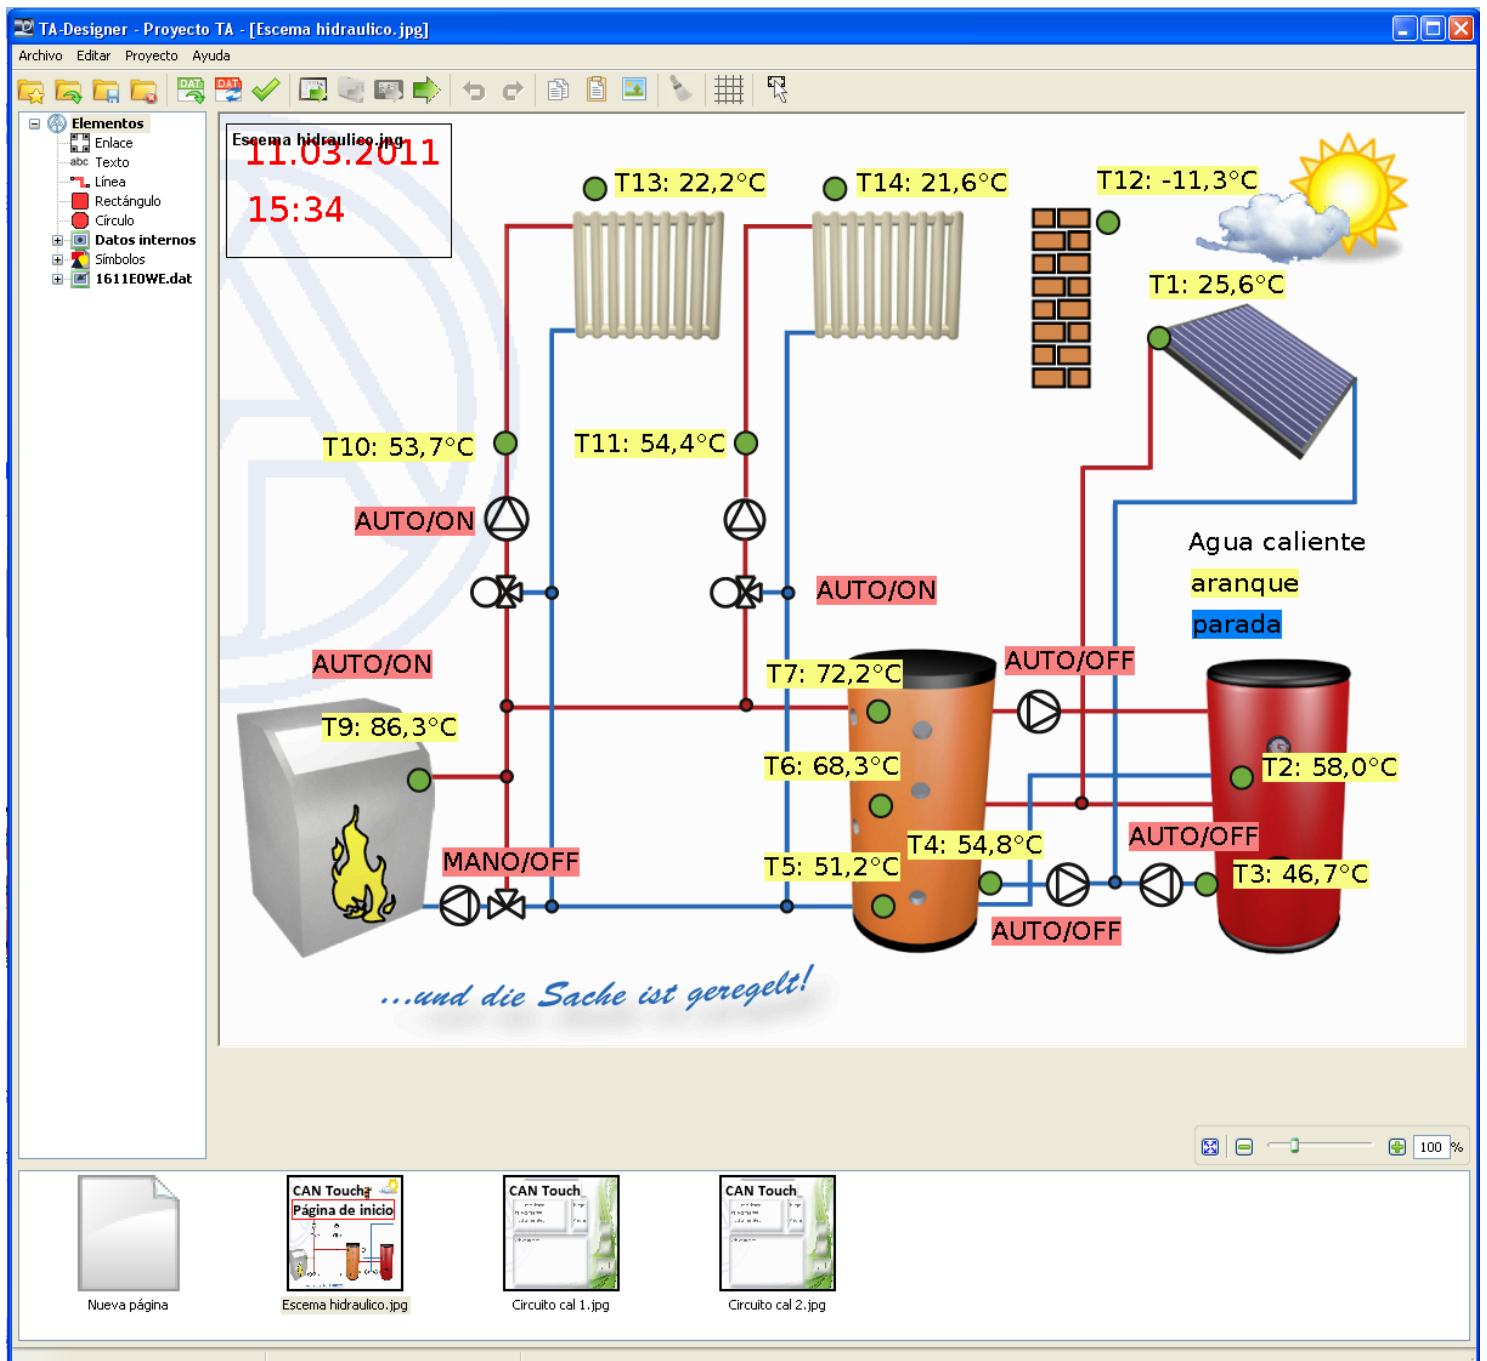 TA-Designer - Proyecto TA - [Escema hidraulico.jpg]
Archivo Editar Proyecto Ayuda
DAT DAT
Elementos
Enlace
abc Texto
Línea
Rectángulo
Círculo
Datos internos
Símbolos
1611E0WE.dat
Escema hidraulico.jpg
11.03.2011
15:34
T13: 22,2°C
T14: 21,6°C
T12: -11,3°C
T1: 25,6°C
T10: 53,7°C
T11: 54,4°C
AUTO/ON
Agua caliente
aranque
parada
AUTO/ON
AUTO/ON
AUTO/OFF
T7: 72,2°C
T9: 86,3°C
T6: 68,3°C
T2: 58,0°C
T4: 54,8°C
AUTO/OFF
MANO/OFF
T5: 51,2°C
T3: 46,7°C
AUTO/OFF
...und die Sache ist geregelt!
100 %
CAN Touch
Página de inicio
CAN Touch
CAN Touch
Nueva página
Escema hidraulico.jpg
Circuito cal 1.jpg
Circuito cal 2.jpg